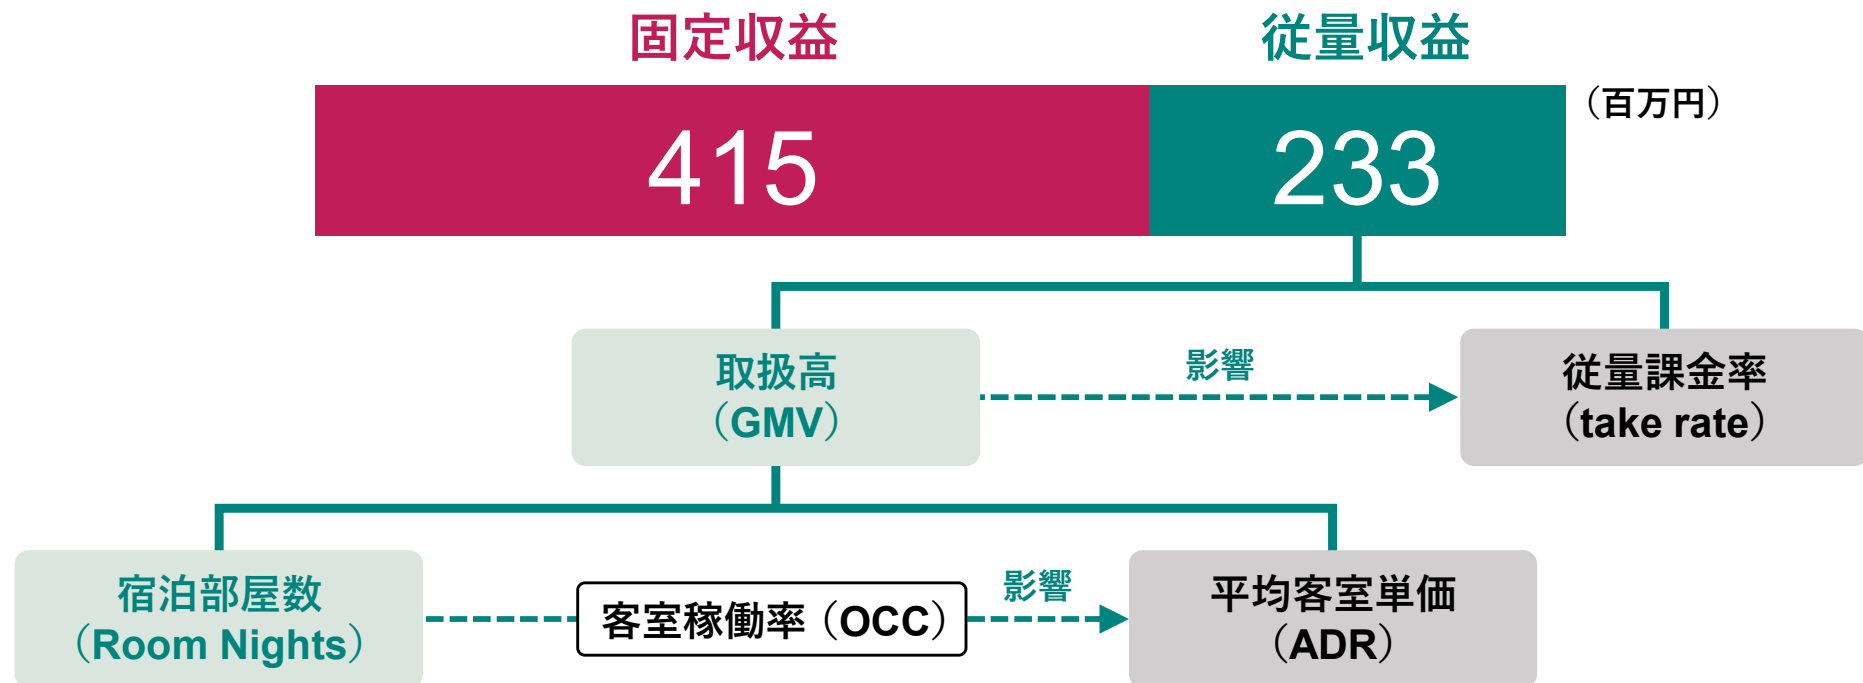 固定収益
従量収益
(百万円)
415
233
取扱高
(GMV)
影響
従量課金率
(take rate)
宿泊部屋数
(Room Nights)
客室稼働率(OCC)
影響
平均客室単価
(ADR)